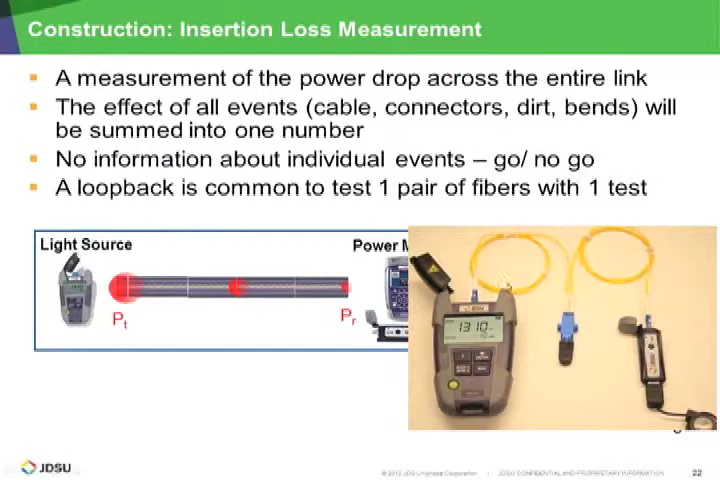 Construction: Insertion Loss Measurement
A measurement of the power drop across the entire link
The effect of all events (cable, connectors, dirt, bends) will
be summed into one number
No information about individual events – go/ no go
A loopback is common to test 1 pair of fibers with 1 test
Light Source
Power M
Pt
Pr
1310
JDSU
© 2012 JDS Uniphase Corporation | JDSU CONFIDENTIAL AND PROPRIETARY INFORMATION
22